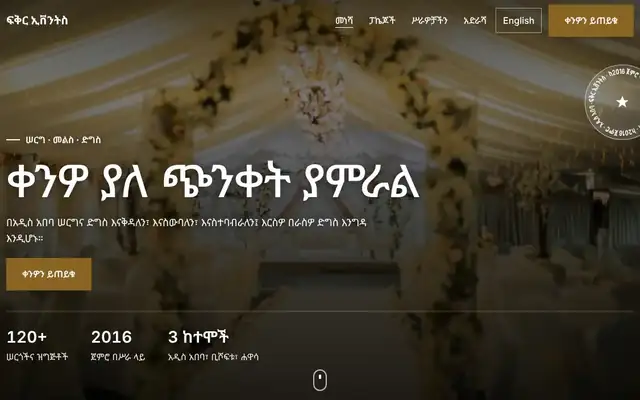 ፍቅር ኢቨንትስ
መነሻ
ፓኬጆች
ሥራዎቻችን
አድራሻ
English
ቀንዎን ይጠይቁ
ሠርግ · መልስ · ድግስ
ቀንዎ ያለ ጭንቀት ያምራል
በአዲስ አበባ ሠርግና ድግስ እናቅዳለን፣ እናስውባለን፣ እናስተባብራለን፤ እርስዎ በራስዎ ድግስ እንግዳ
እንዲሆኑ።
ቀንዎን ይጠይቁ
120+
ሠርጎችና ዝግጅቶች
2016
ጀምሮ በሥራ ላይ
3 ከተሞች
አዲስ አበባ፣ ቢሾፍቱ፣ ሐዋሳ